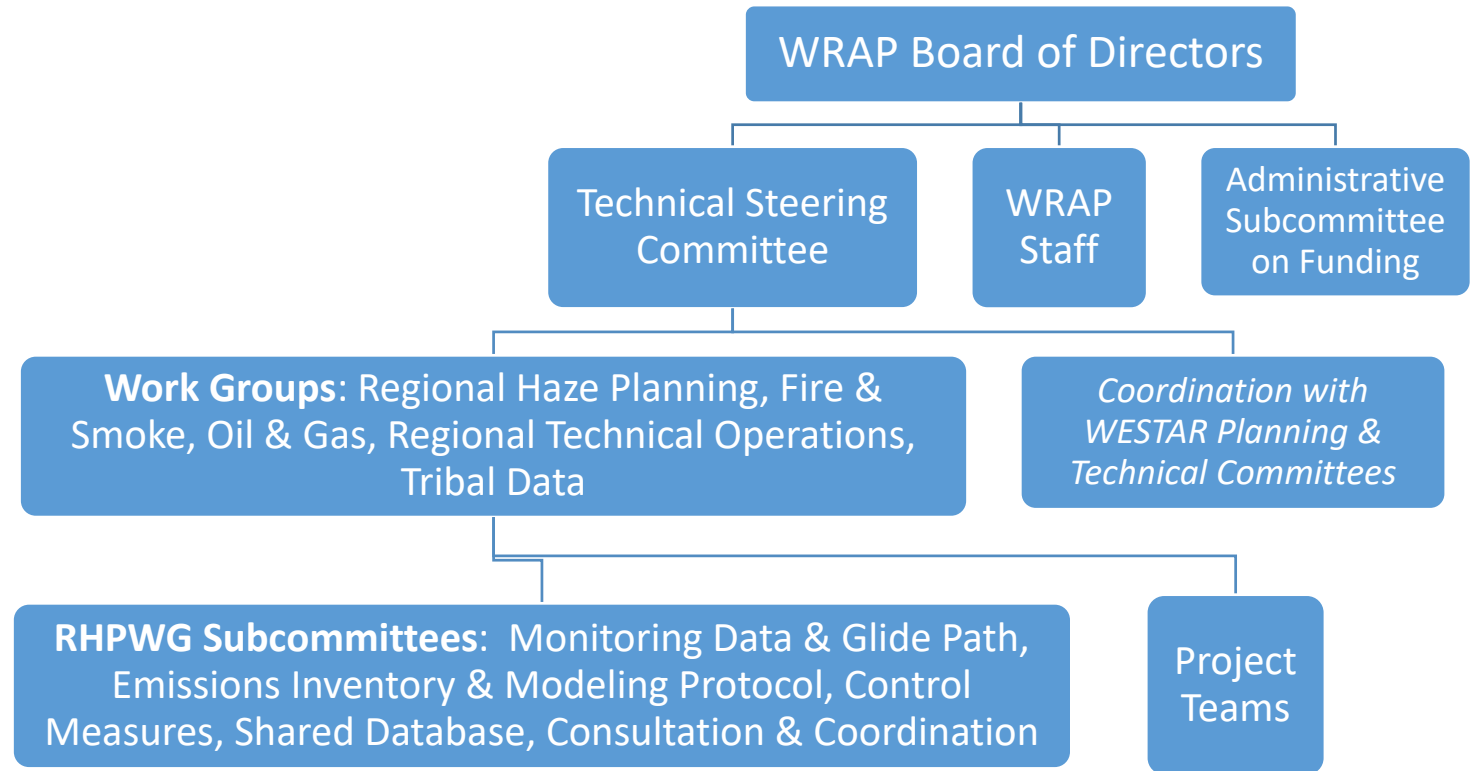 WRAP Board of Directors
Technical Steering
Committee
WRAP
Staff
Administrative
Subcommittee
on Funding
Work Groups: Regional Haze Planning, Fire &
Smoke, Oil & Gas, Regional Technical Operations,
Tribal Data
Coordination with
WESTAR Planning &
Technical Committees
RHPWG Subcommittees:  Monitoring Data & Glide Path,
Emissions Inventory & Modeling Protocol, Control
Measures, Shared Database, Consultation & Coordination
Project
Teams